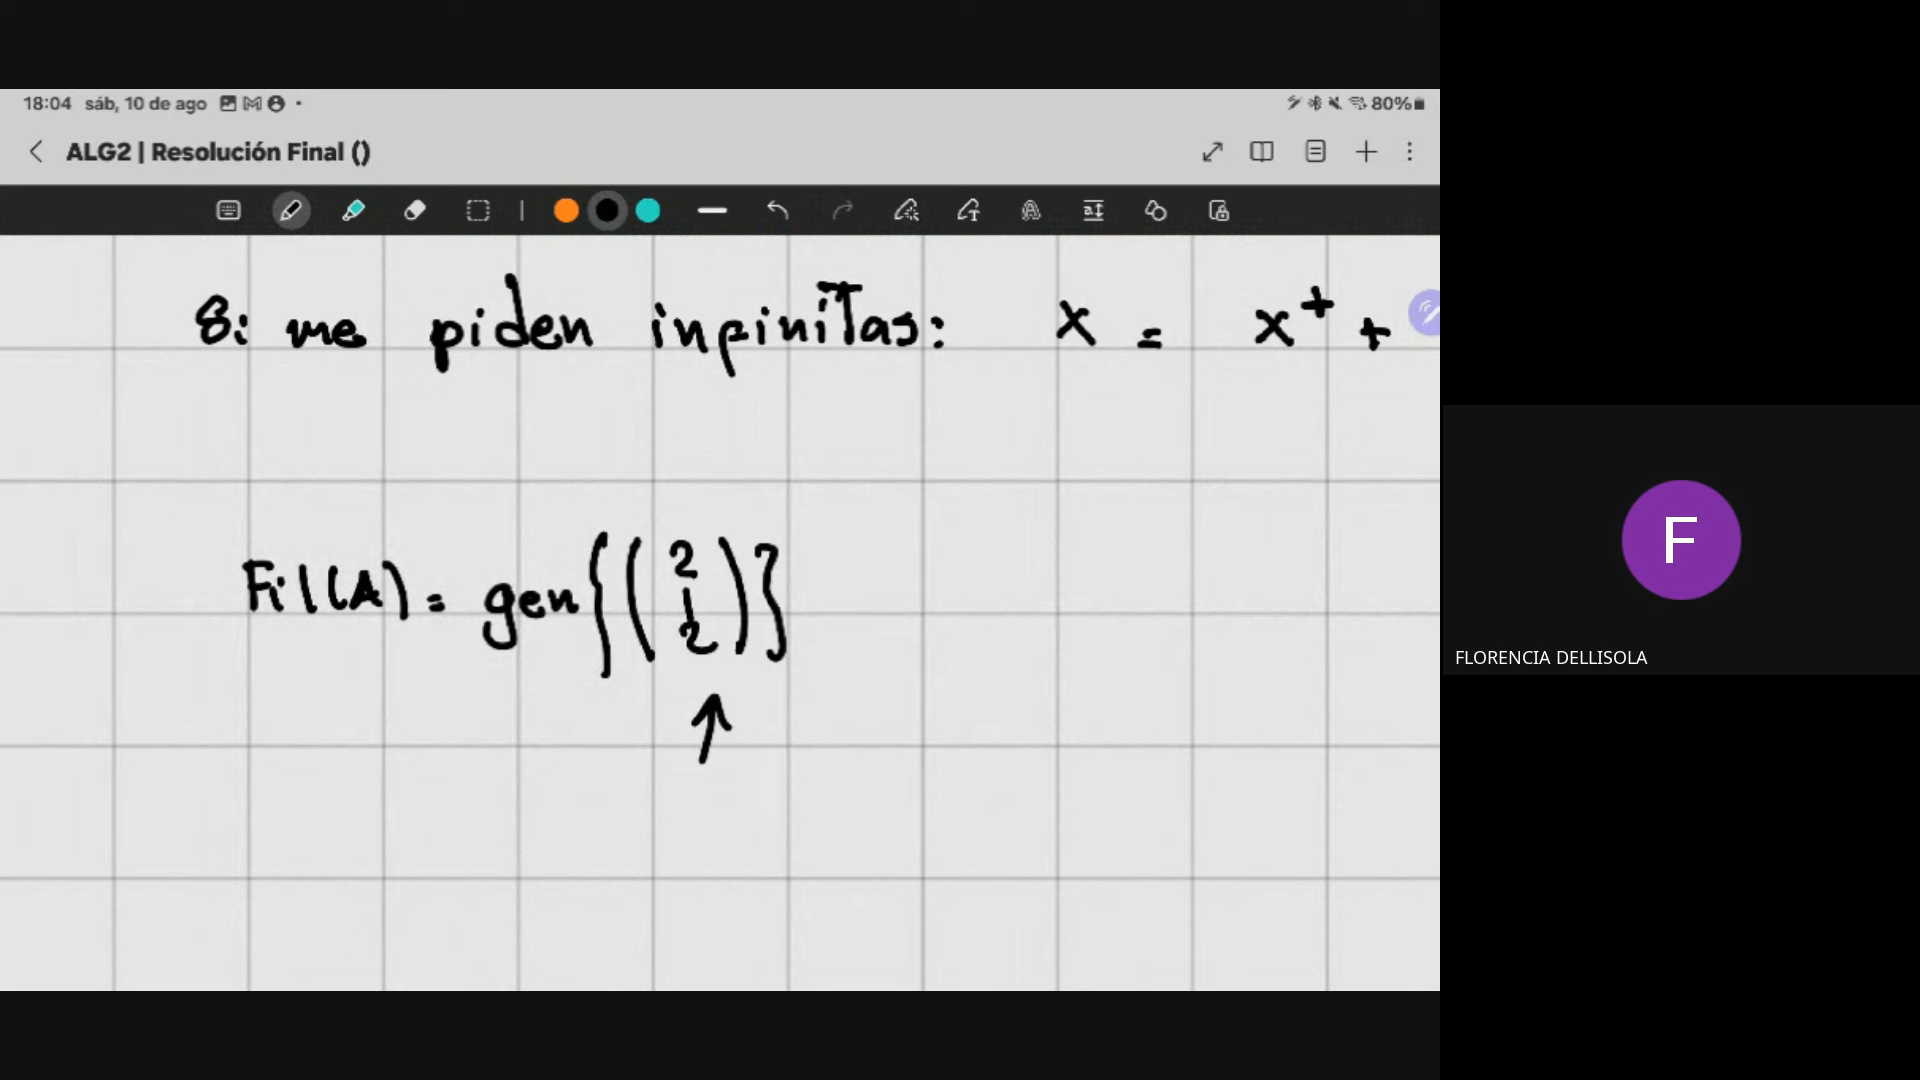 18:04 sáb, 10 de ago
80%
ALG2 | Resolución Final ()
Si me piden infinitas: x = x⁺ +
Fil(A) = gen{(2
1
2)}
F
FLORENCIA DELLISOLA